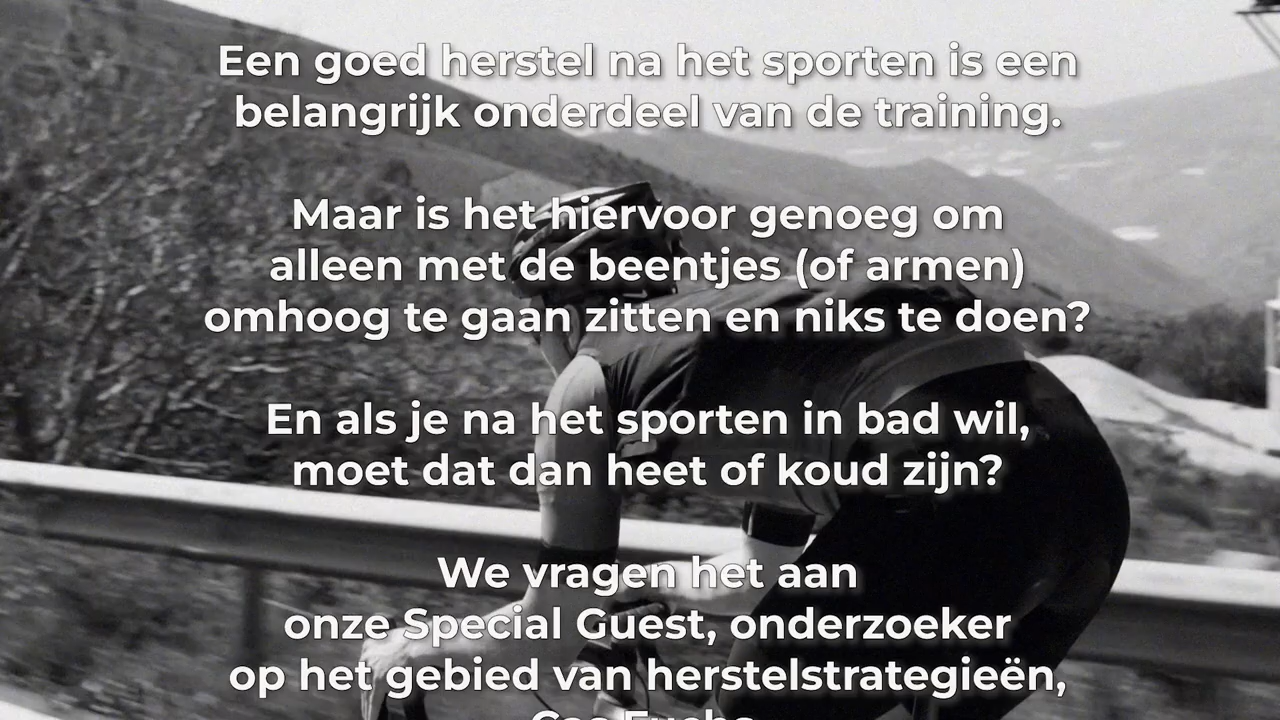 Een goed herstel na het sporten is een
belangrijk onderdeel van de training.
Maar is het hiervoor genoeg om
alleen met de beentjes (of armen)
omhoog te gaan zitten en niks te doen?
En als je na het sporten in bad wil,
moet dat dan heet of koud zijn?
We vragen het aan
onze Special Guest, onderzoeker
op het gebied van herstelstrategieën,